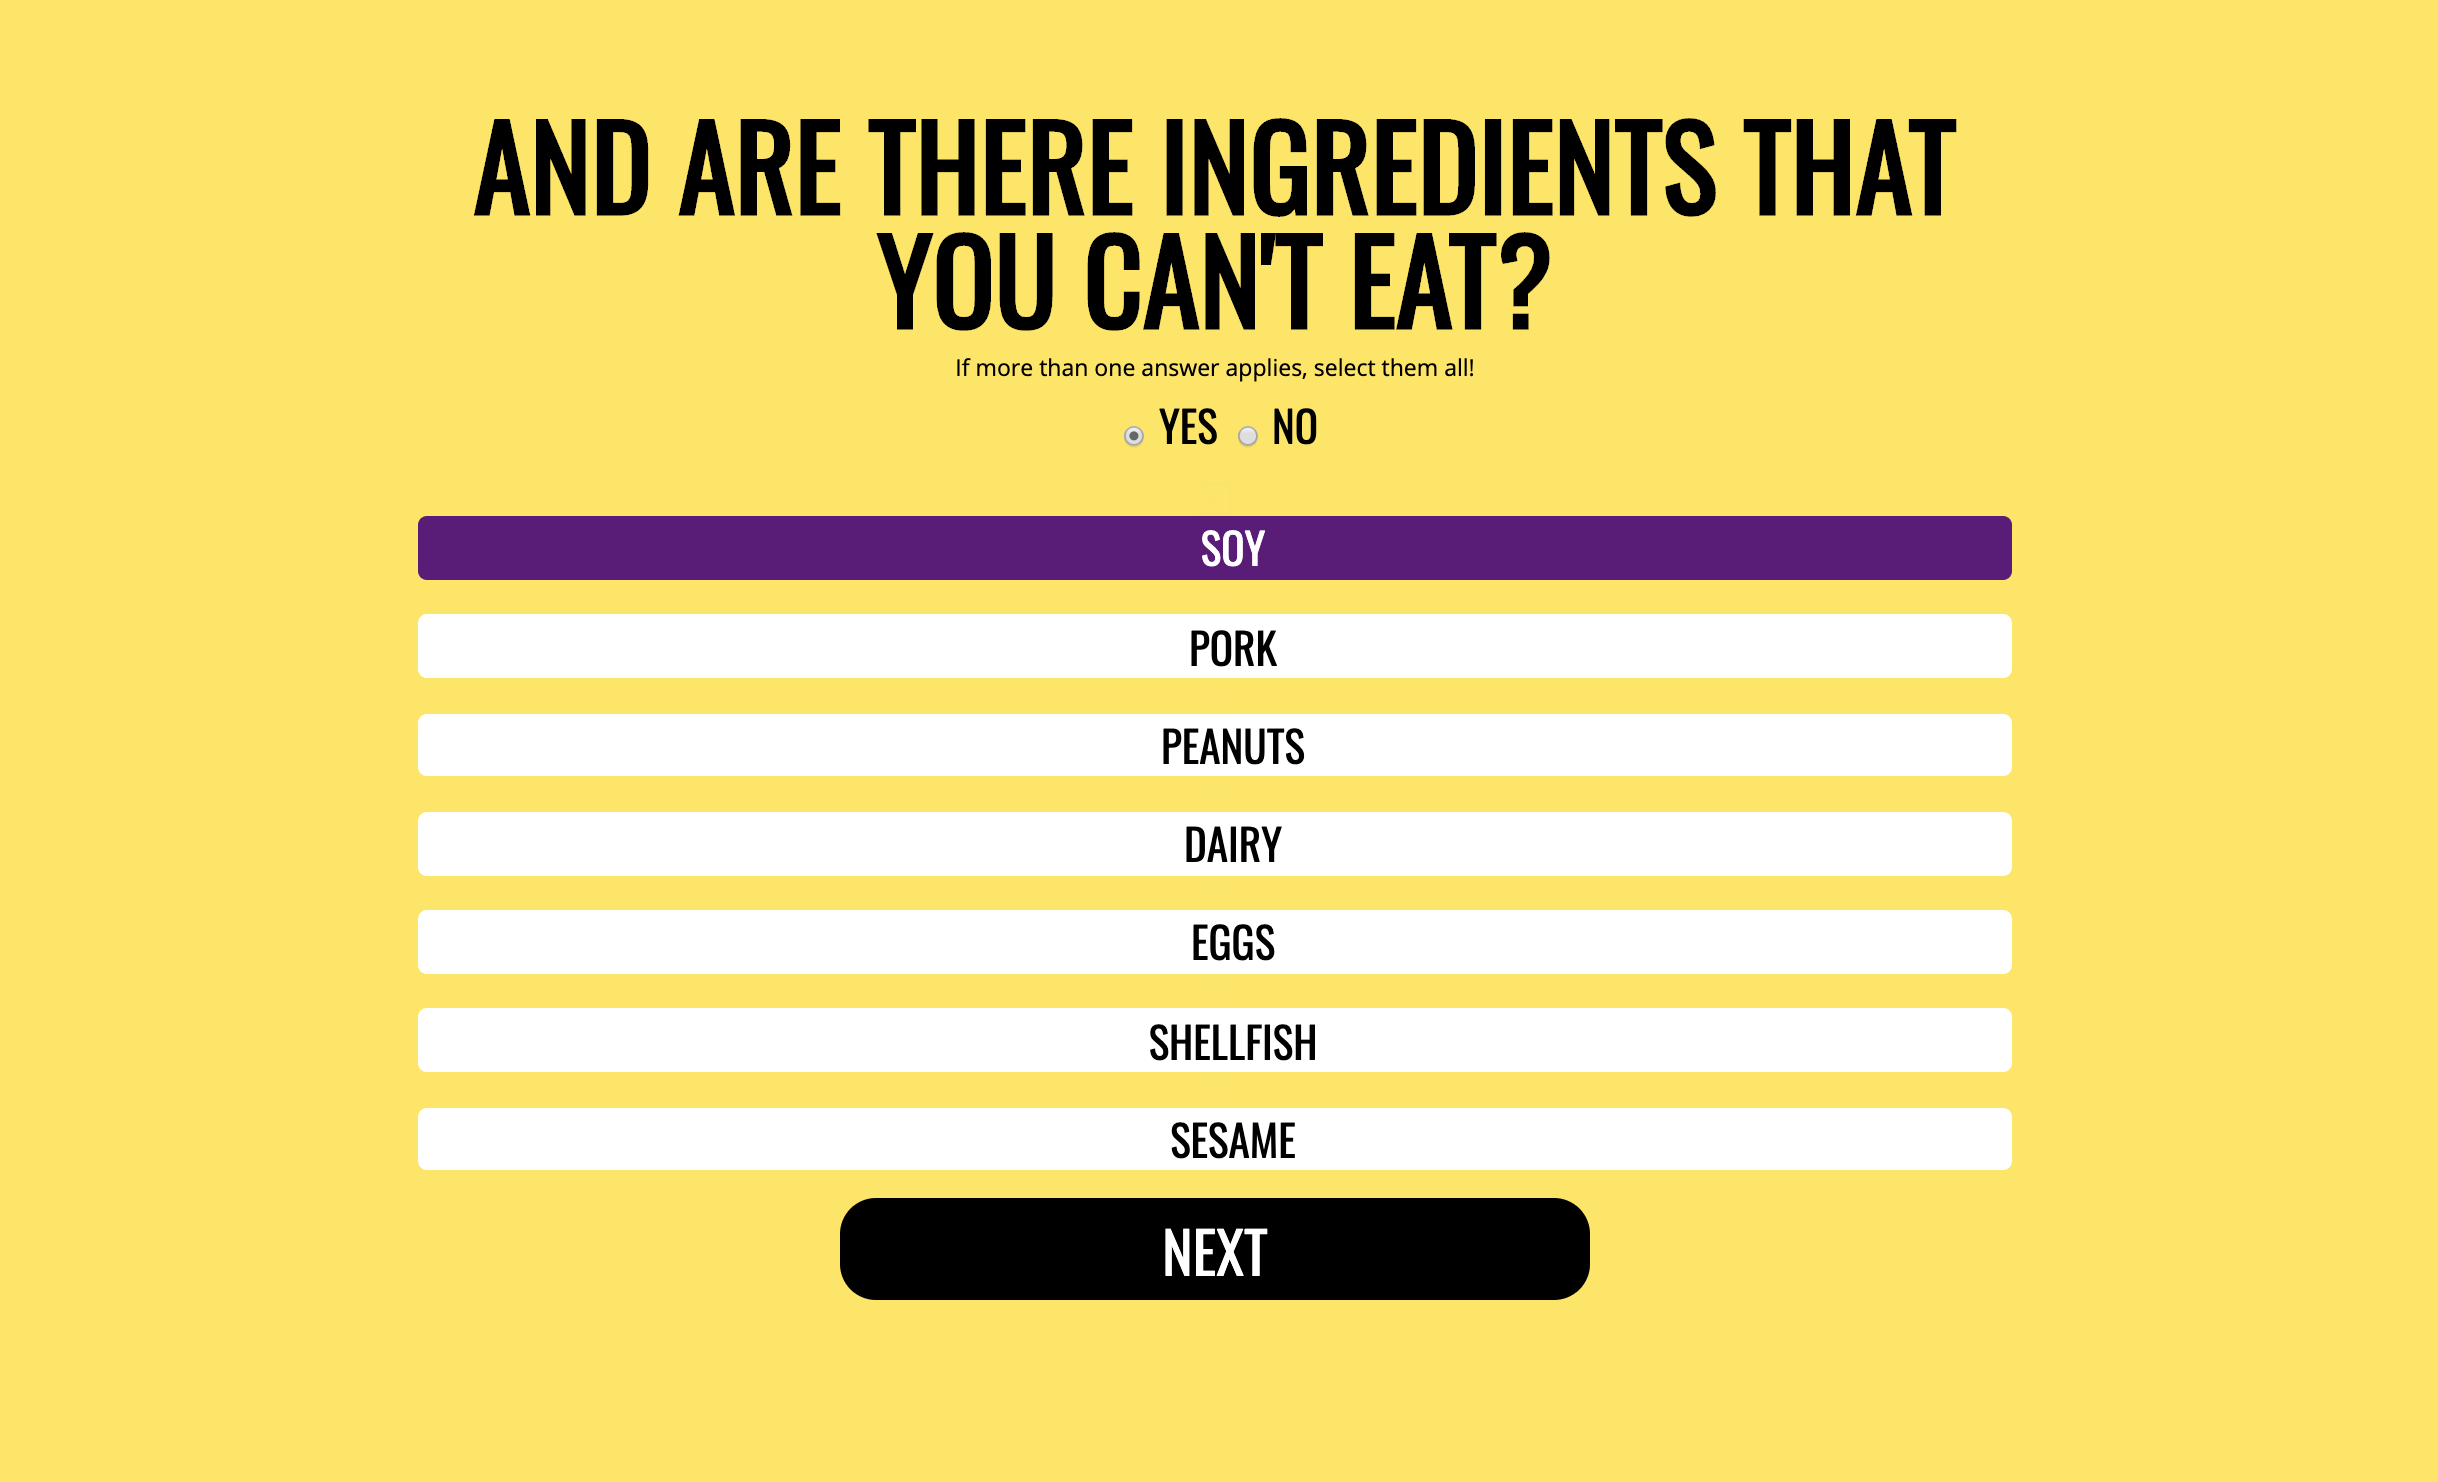 AND ARE THERE INGREDIENTS THAT
YOU CAN'T EAT?
If more than one answer applies, select them all!
YES NO
SOY
PORK
PEANUTS
DAIRY
EGGS
SHELLFISH
SESAME
NEXT